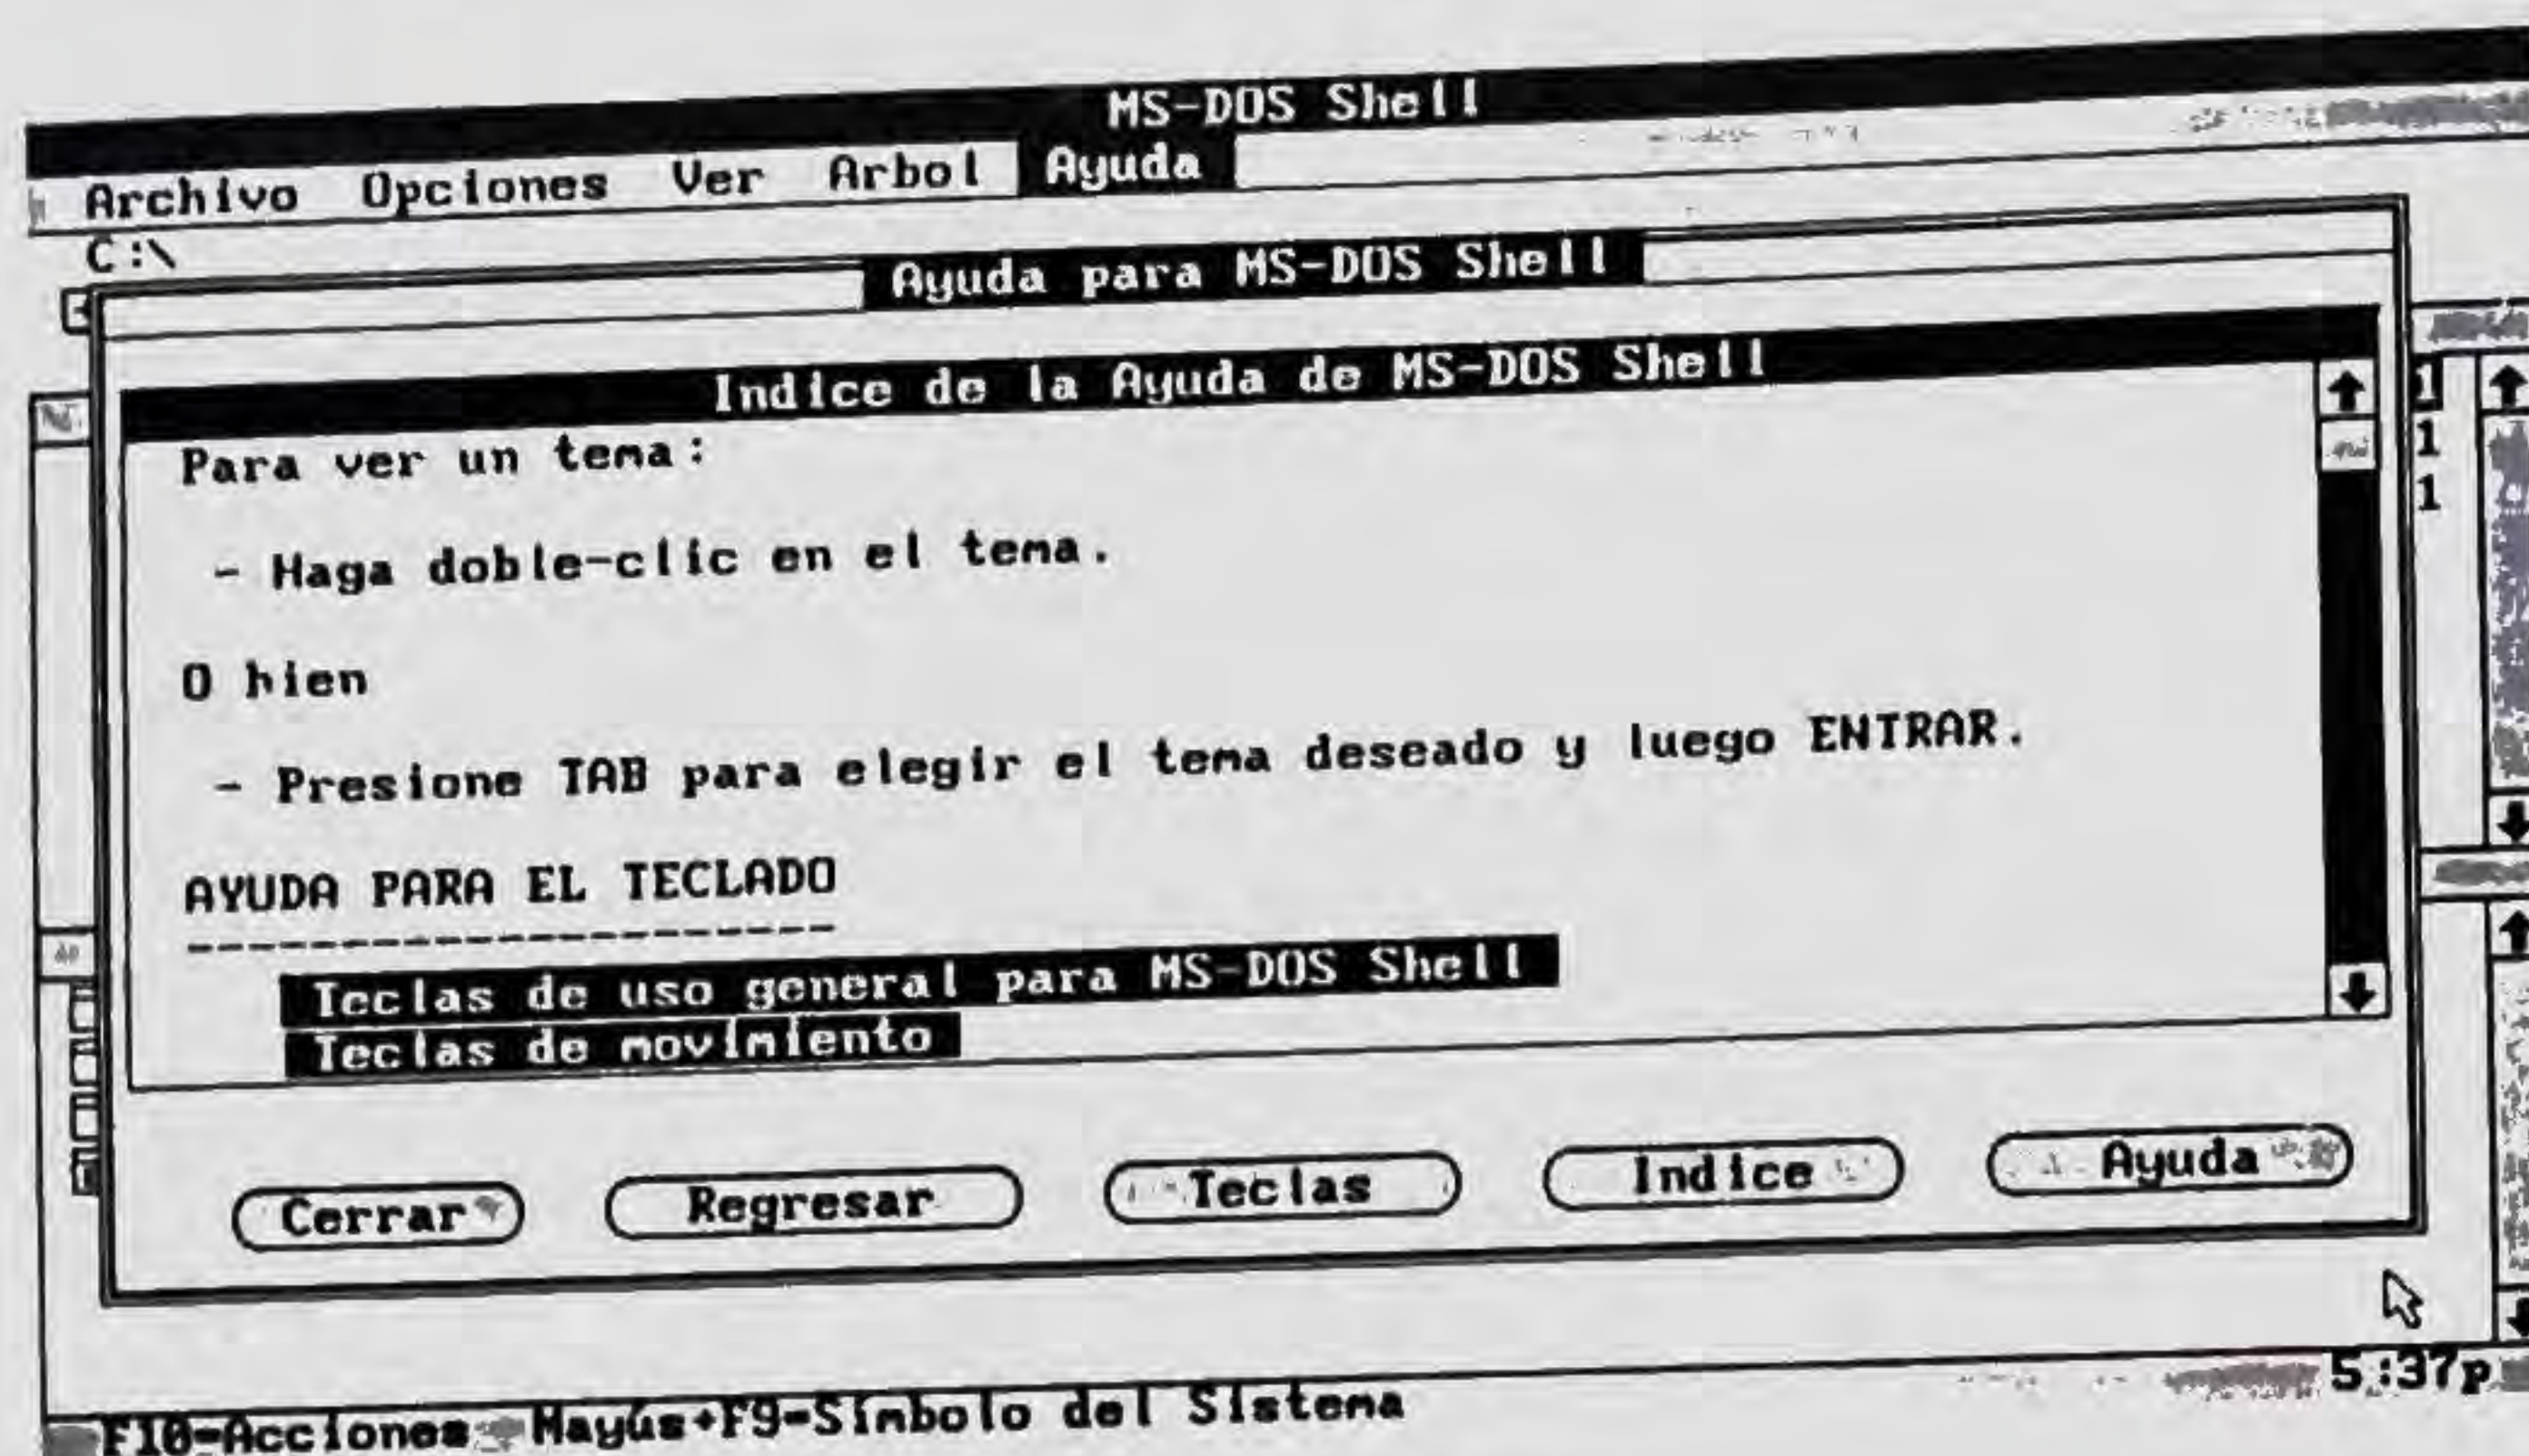 MS-DOS Shell
Archivo Opciones Ver Arbol Ayuda
C:\
Ayuda para MS-DOS Shell
Indice de la Ayuda de MS-DOS Shell
Para ver un tema:
- Haga doble-clic en el tema.
O bien
- Presione TAB para elegir el tema deseado y luego ENTRAR.
AYUDA PARA EL TECLADO
---------------------
Teclas de uso general para MS-DOS Shell
Teclas de movimiento
Cerrar Regresar Teclas Indice Ayuda
F10=Acciones Mayús+F9=Símbolo del Sistema 5:37p